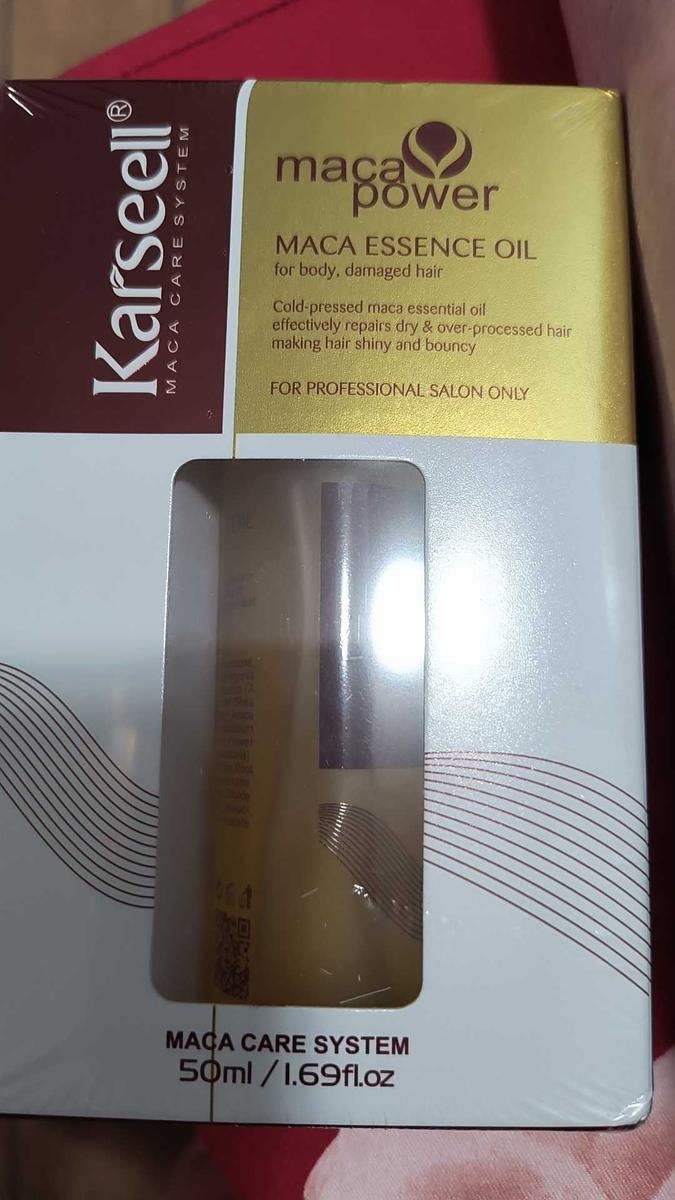 Karseell®
MACA CARE SYSTEM
maca
power
MACA ESSENCE OIL
for body, damaged hair
Cold-pressed maca essential oil
effectively repairs dry & over-processed hair
making hair shiny and bouncy
FOR PROFESSIONAL SALON ONLY
OIL
MACA CARE SYSTEM
50ml / 1.69fl.oz